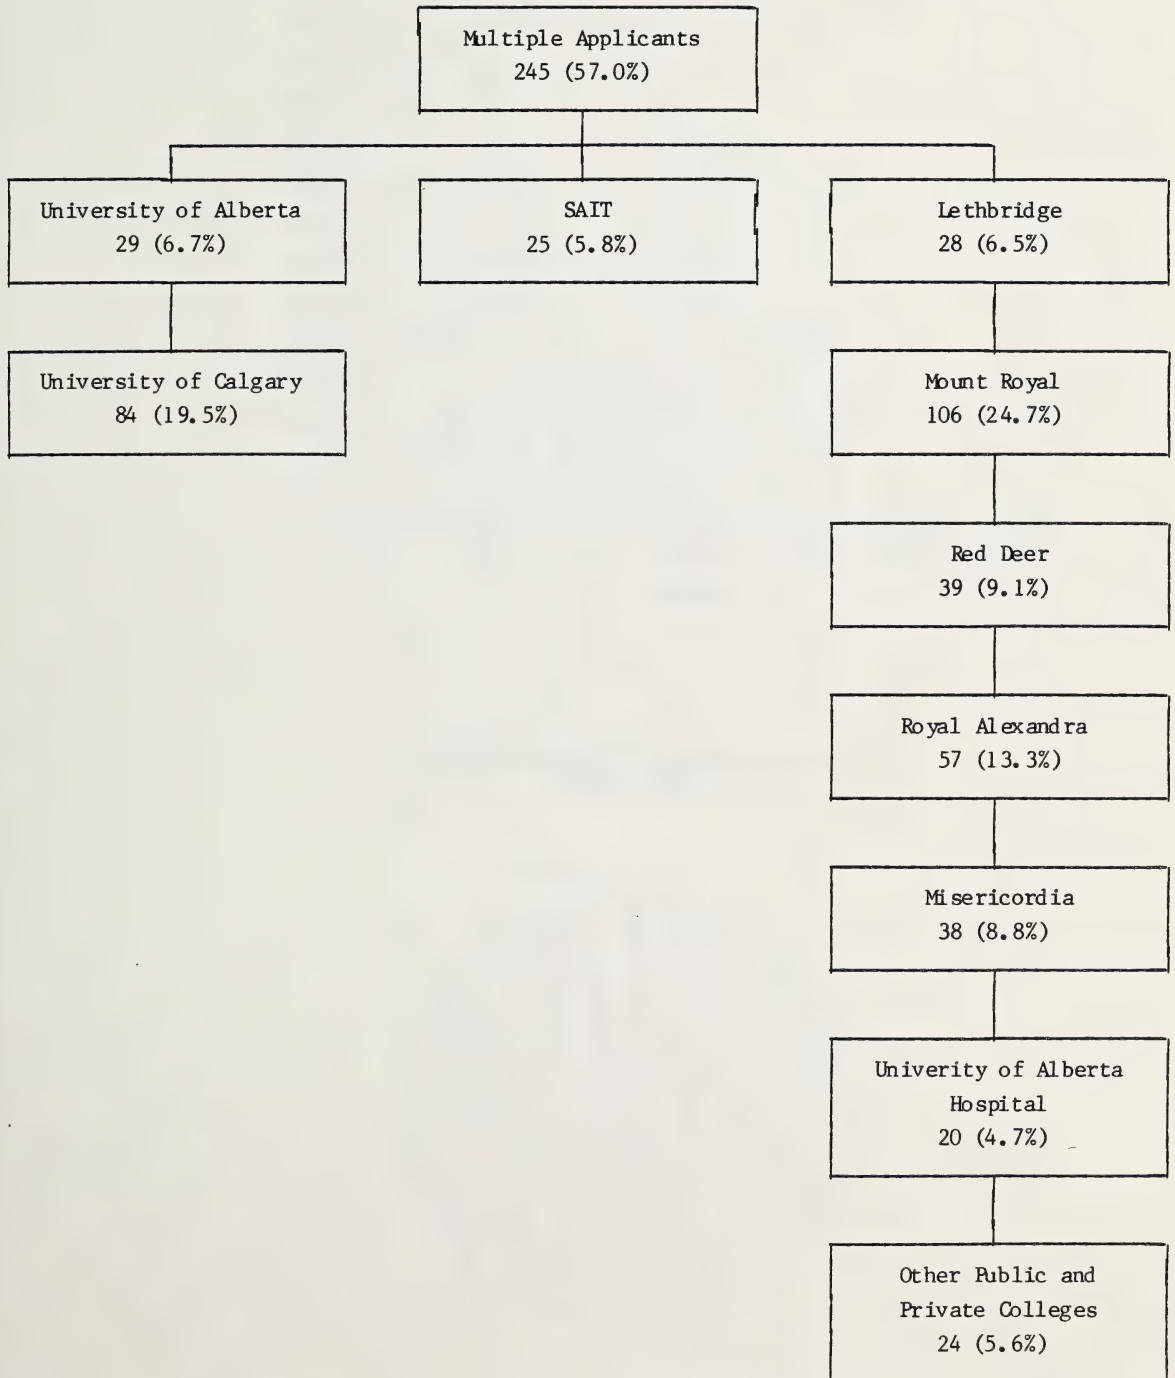 Multiple Applicants
245 (57.0%)
University of Alberta
29 (6.7%)
SAIT
25 (5.8%)
Lethbridge
28 (6.5%)
University of Calgary
84 (19.5%)
Mount Royal
106 (24.7%)
Red Deer
39 (9.1%)
Royal Alexandra
57 (13.3%)
Misericordia
38 (8.8%)
Univerity of Alberta
Hospital
20 (4.7%)
Other Public and
Private Colleges
24 (5.6%)